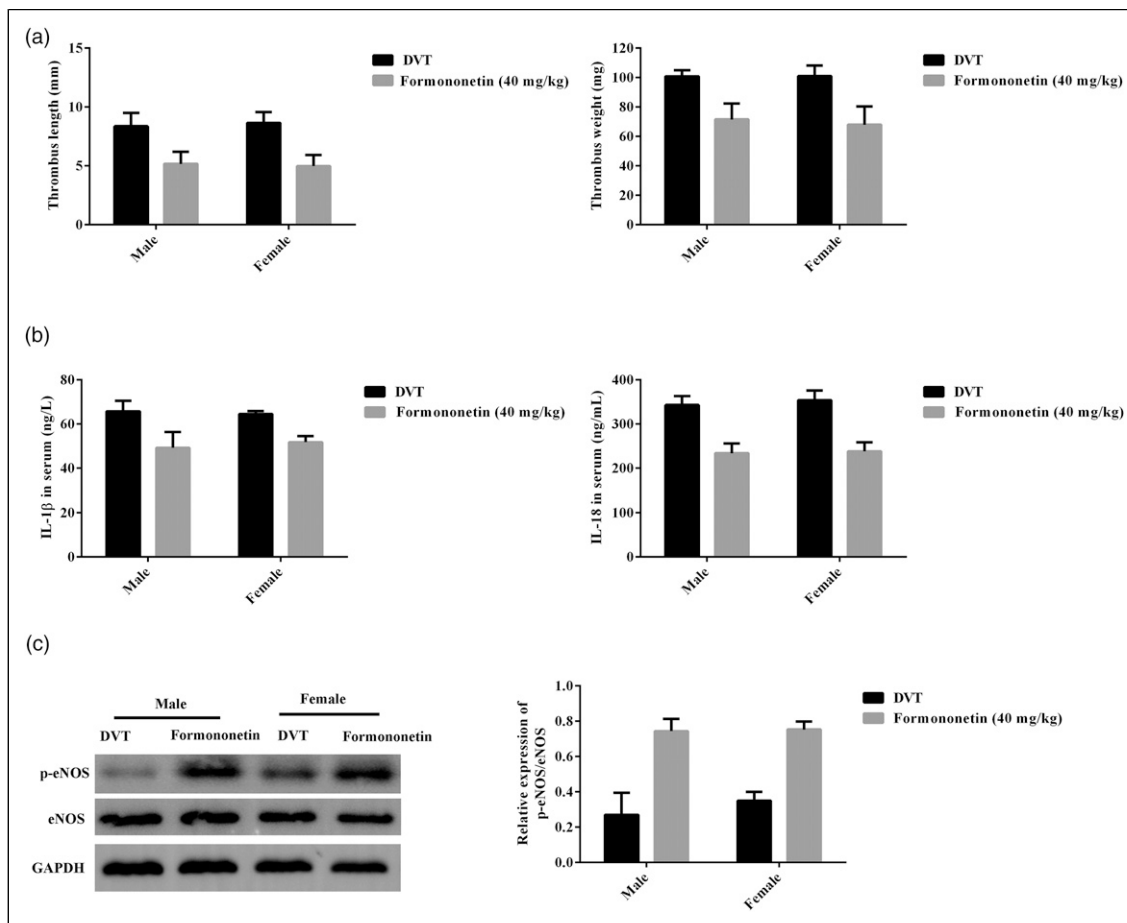 (a)
15
10
5
0
Thrombus length (mm)
Male
Female
DVT
Formononetin (40 mg/kg)
120
100
80
60
40
20
0
Thrombus weight (mg)
Male
Female
DVT
Formononetin (40 mg/kg)
(b)
80
60
40
20
0
IL-1β in serum (ng/L)
Male
Female
DVT
Formononetin (40 mg/kg)
400
300
200
100
0
IL-18 in serum (ng/mL)
Male
Female
DVT
Formononetin (40 mg/kg)
(c)
Male
Female
DVT Formononetin DVT Formononetin
p-eNOS
eNOS
GAPDH
1.0
0.8
0.6
0.4
0.2
0.0
Relative expression of
p-eNOS/eNOS
Male
Female
DVT
Formononetin (40 mg/kg)